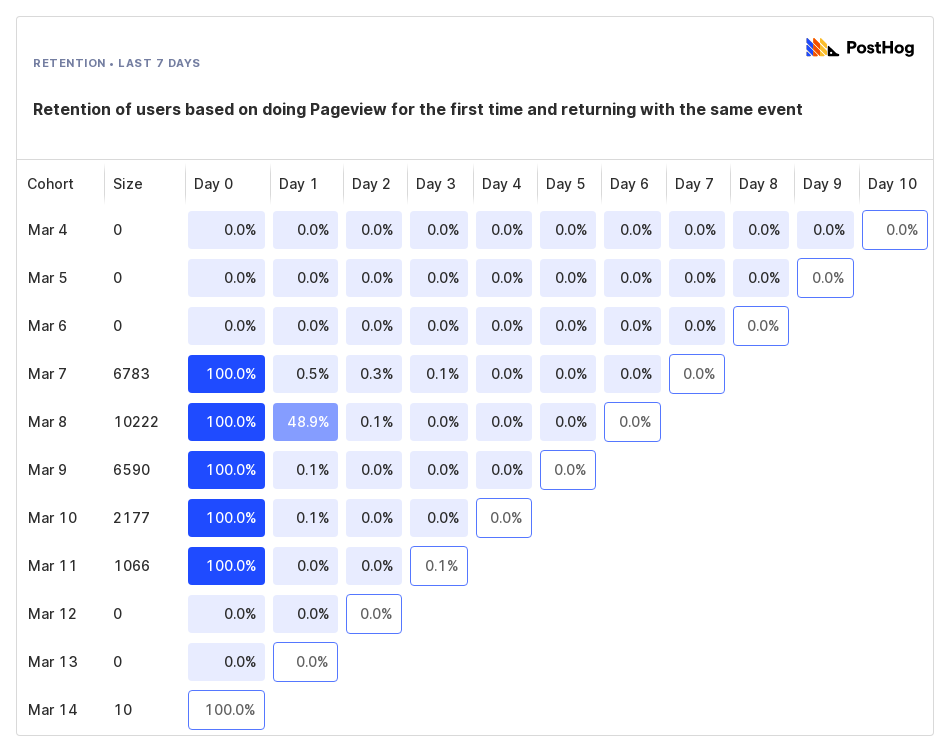 PostHog
RETENTION • LAST 7 DAYS
Retention of users based on doing Pageview for the first time and returning with the same event
Cohort Size Day 0 Day 1 Day 2 Day 3 Day 4 Day 5 Day 6 Day 7 Day 8 Day 9 Day 10
Mar 4 0 0.0% 0.0% 0.0% 0.0% 0.0% 0.0% 0.0% 0.0% 0.0% 0.0% 0.0%
Mar 5 0 0.0% 0.0% 0.0% 0.0% 0.0% 0.0% 0.0% 0.0% 0.0% 0.0%
Mar 6 0 0.0% 0.0% 0.0% 0.0% 0.0% 0.0% 0.0% 0.0% 0.0%
Mar 7 6783 100.0% 0.5% 0.3% 0.1% 0.0% 0.0% 0.0% 0.0%
Mar 8 10222 100.0% 48.9% 0.1% 0.0% 0.0% 0.0% 0.0%
Mar 9 6590 100.0% 0.1% 0.0% 0.0% 0.0% 0.0%
Mar 10 2177 100.0% 0.1% 0.0% 0.0% 0.0%
Mar 11 1066 100.0% 0.0% 0.0% 0.1%
Mar 12 0 0.0% 0.0% 0.0%
Mar 13 0 0.0% 0.0%
Mar 14 10 100.0%